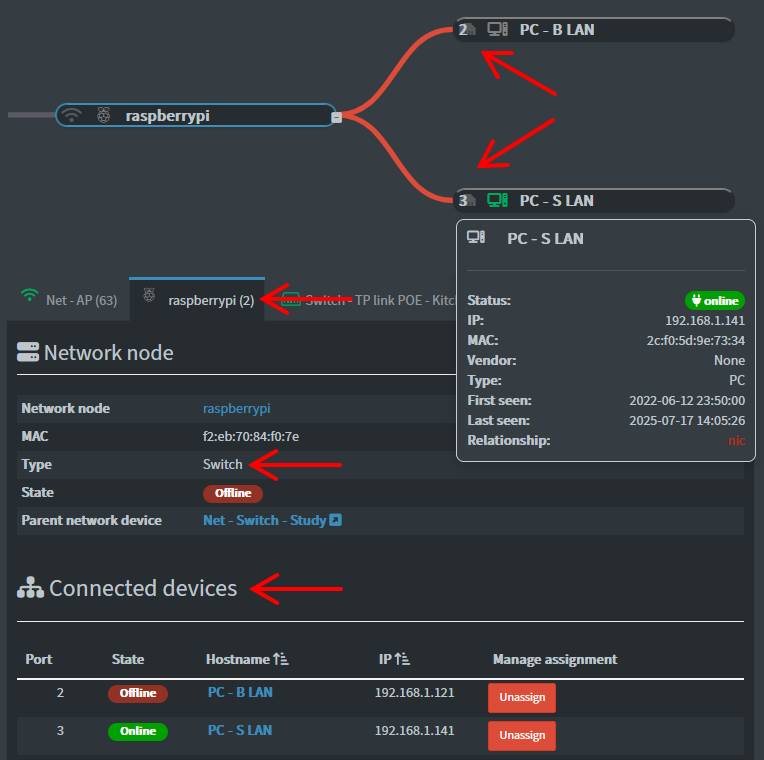 2 PC - B LAN
raspberrypi
3 PC - S LAN
PC - S LAN
Status: online
IP: 192.168.1.141
MAC: 2c:f0:5d:9e:73:34
Vendor: None
Type: PC
First seen: 2022-06-12 23:50:00
Last seen: 2025-07-17 14:05:26
Relationship: nic
Net - AP (63) raspberrypi (2) Switch - TP link POE - Kitc
Network node
Network node raspberrypi
MAC f2:eb:70:84:f0:7e
Type Switch
State Offline
Parent network device Net - Switch - Study
Connected devices
Port State Hostname IP Manage assignment
2 Offline PC - B LAN 192.168.1.121 Unassign
3 Online PC - S LAN 192.168.1.141 Unassign